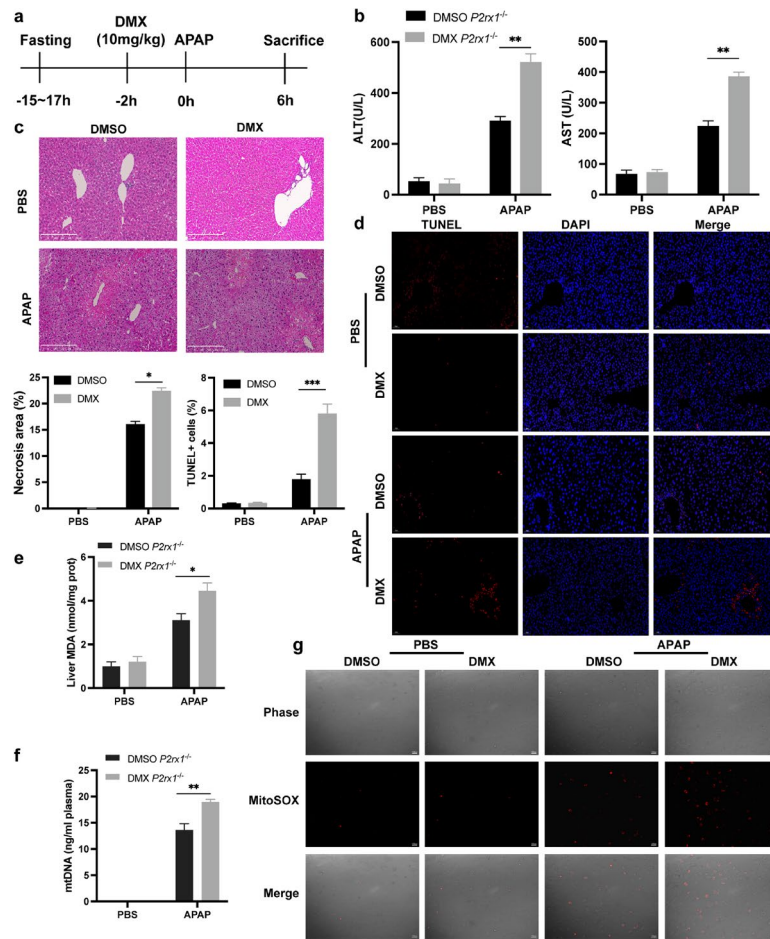 a
DMX
(10mg/kg)
Fasting
APAP
Sacrifice
-15~17h
-2h
0h
6h
b
DMSO P2rx1-/-
DMX P2rx1-/-
ALT(U/L)
600
400
200
0
**
PBS
APAP
AST (U/L)
500
400
300
200
100
0
**
PBS
APAP
c
DMSO
DMX
PBS
APAP
Necrosis area (%)
25
20
15
10
5
0
DMSO
DMX
*
PBS
APAP
TUNEL+ cells (%)
8
6
4
2
0
DMSO
DMX
***
PBS
APAP
d
TUNEL
DAPI
Merge
PBS
DMSO
DMX
APAP
DMSO
DMX
e
DMSO P2rx1-/-
DMX P2rx1-/-
Liver MDA (nmol/mg prot)
6
4
2
0
*
PBS
APAP
f
DMSO P2rx1-/-
DMX P2rx1-/-
mtDNA (ng/ml plasma)
25
20
15
10
5
0
**
PBS
APAP
g
PBS
APAP
DMSO
DMX
DMSO
DMX
Phase
MitoSOX
Merge